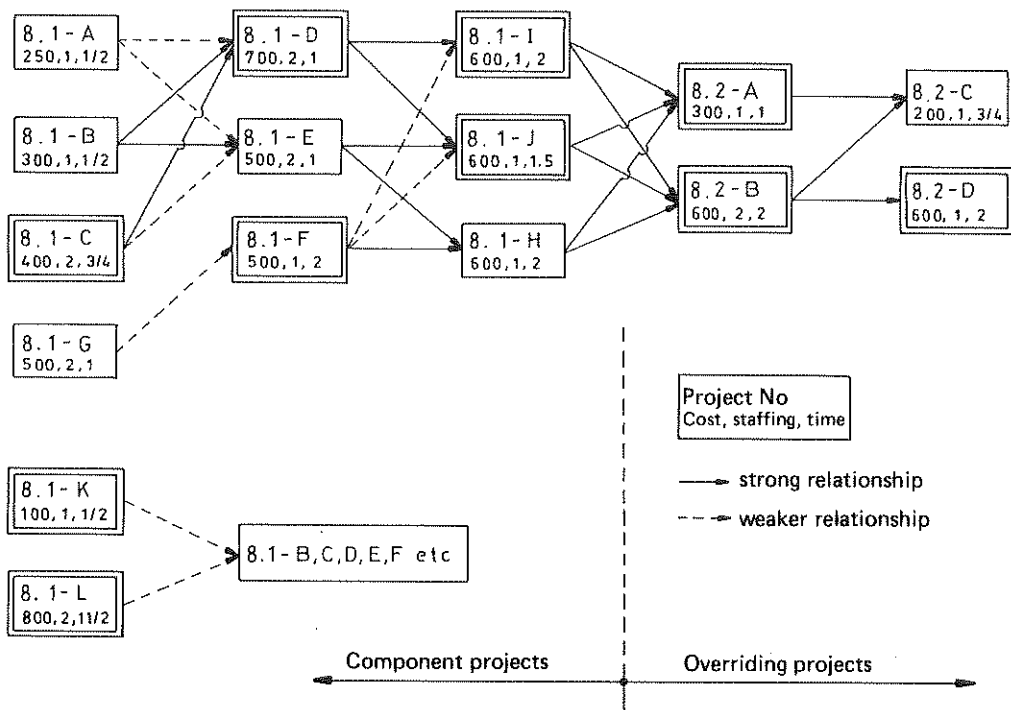 8.1-A
250,1,1/2
8.1-D
700,2,1
8.1-I
600,1,2
8.2-A
300,1,1
8.2-C
200,1,3/4
8.1-B
300,1,1/2
8.1-E
500,2,1
8.1-J
600,1,1.5
8.2-B
600,2,2
8.2-D
600,1,2
8.1-C
400,2,3/4
8.1-F
500,1,2
8.1-H
600,1,2
8.1-G
500,2,1
Project No
Cost, staffing, time
strong relationship
weaker relationship
8.1-K
100,1,1/2
8.1-B,C,D,E,F etc
8.1-L
800,2,11/2
Component projects
Overriding projects